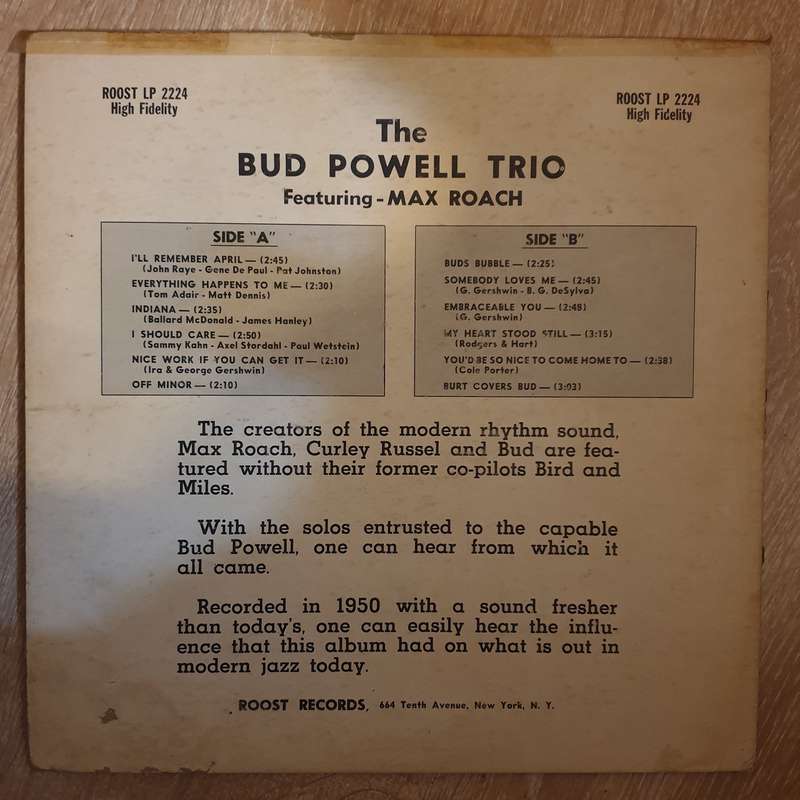 ROOST LP 2224
High Fidelity
ROOST LP 2224
High Fidelity
The
BUD POWELL TRIO
Featuring - MAX ROACH
SIDE "A"
I'LL REMEMBER APRIL — (2:45)
(John Raye - Gene De Paul - Pat Johnston)
EVERYTHING HAPPENS TO ME — (2:30)
(Tom Adair - Matt Dennis)
INDIANA — (2:35)
(Ballard McDonald - James Hanley)
I SHOULD CARE — (2:50)
(Sammy Kahn - Axel Stordahl - Paul Wetstein)
NICE WORK IF YOU CAN GET IT — (2:10)
(Ira & George Gershwin)
OFF MINOR — (2:10)
SIDE "B"
BUDS BUBBLE — (2:25)
SOMEBODY LOVES ME — (2:45)
(G. Gershwin - B. G. DeSylva)
EMBRACEABLE YOU — (2:48)
(G. Gershwin)
MY HEART STOOD STILL — (3:15)
(Rodgers & Hart)
YOU'D BE SO NICE TO COME HOME TO — (2:38)
(Cole Porter)
BURT COVERS BUD — (3:03)
The creators of the modern rhythm sound,
Max Roach, Curley Russel and Bud are fea-
tured without their former co-pilots Bird and
Miles.
With the solos entrusted to the capable
Bud Powell, one can hear from which it
all came.
Recorded in 1950 with a sound fresher
than today's, one can easily hear the influ-
ence that this album had on what is out in
modern jazz today.
ROOST RECORDS, 664 Tenth Avenue, New York, N. Y.